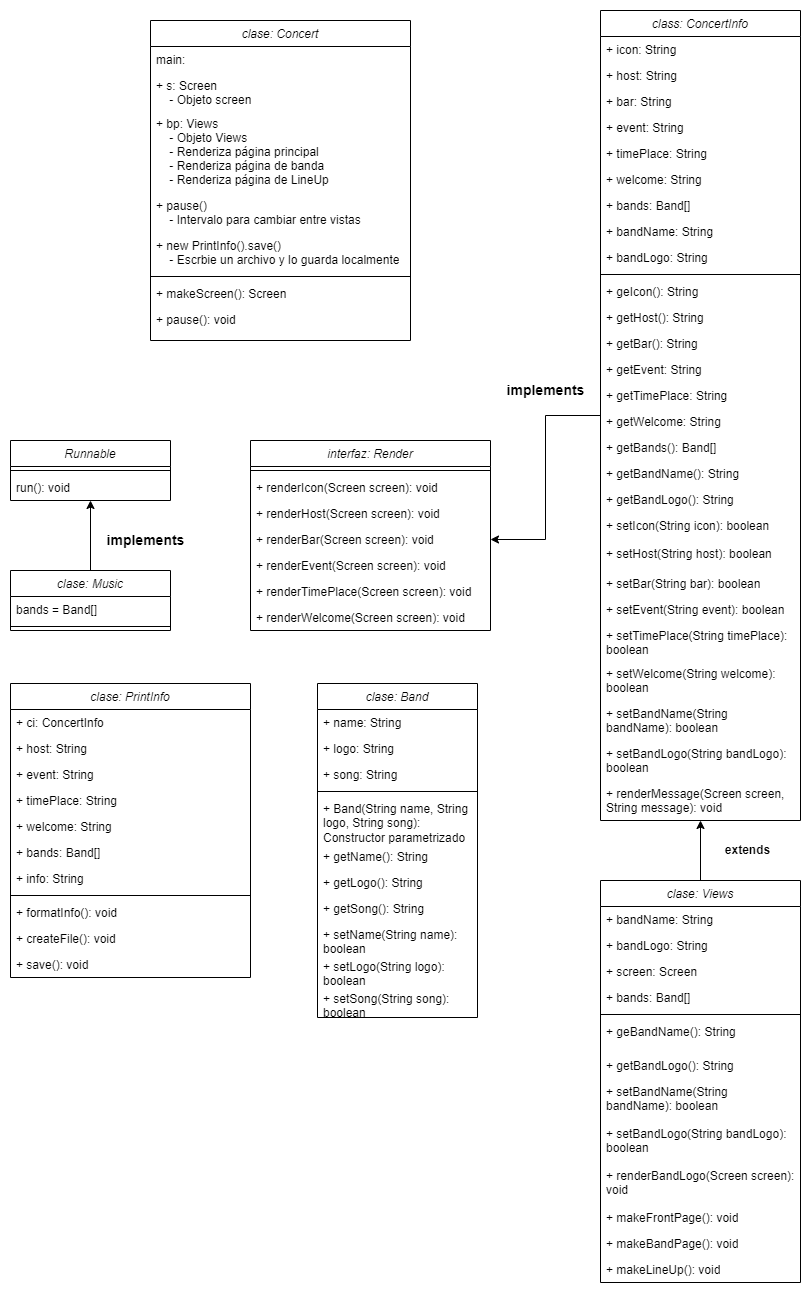 clase: Concert
main:
+ s: Screen
- Objeto screen
+ bp: Views
- Objeto Views
- Renderiza página principal
- Renderiza página de banda
- Renderiza página de LineUp
+ pause()
- Intervalo para cambiar entre vistas
+ new PrintInfo().save()
- Escrbie un archivo y lo guarda localmente
+ makeScreen(): Screen
+ pause(): void
class: ConcertInfo
+ icon: String
+ host: String
+ bar: String
+ event: String
+ timePlace: String
+ welcome: String
+ bands: Band[]
+ bandName: String
+ bandLogo: String
+ geIcon(): String
+ getHost(): String
+ getBar(): String
+ getEvent: String
+ getTimePlace: String
+ getWelcome: String
+ getBands(): Band[]
+ getBandName(): String
+ getBandLogo(): String
+ setIcon(String icon): boolean
+ setHost(String host): boolean
+ setBar(String bar): boolean
+ setEvent(String event): boolean
+ setTimePlace(String timePlace):
boolean
+ setWelcome(String welcome):
boolean
+ setBandName(String
bandName): boolean
+ setBandLogo(String bandLogo):
boolean
+ renderMessage(Screen screen,
String message): void
implements
Runnable
run(): void
implements
clase: Music
bands = Band[]
interfaz: Render
+ renderIcon(Screen screen): void
+ renderHost(Screen screen): void
+ renderBar(Screen screen): void
+ renderEvent(Screen screen): void
+ renderTimePlace(Screen screen): void
+ renderWelcome(Screen screen): void
clase: PrintInfo
+ ci: ConcertInfo
+ host: String
+ event: String
+ timePlace: String
+ welcome: String
+ bands: Band[]
+ info: String
+ formatInfo(): void
+ createFile(): void
+ save(): void
clase: Band
+ name: String
+ logo: String
+ song: String
+ Band(String name, String
logo, String song):
Constructor parametrizado
+ getName(): String
+ getLogo(): String
+ getSong(): String
+ setName(String name):
boolean
+ setLogo(String logo):
boolean
+ setSong(String song):
boolean
extends
clase: Views
+ bandName: String
+ bandLogo: String
+ screen: Screen
+ bands: Band[]
+ geBandName(): String
+ getBandLogo(): String
+ setBandName(String
bandName): boolean
+ setBandLogo(String bandLogo):
boolean
+ renderBandLogo(Screen screen):
void
+ makeFrontPage(): void
+ makeBandPage(): void
+ makeLineUp(): void